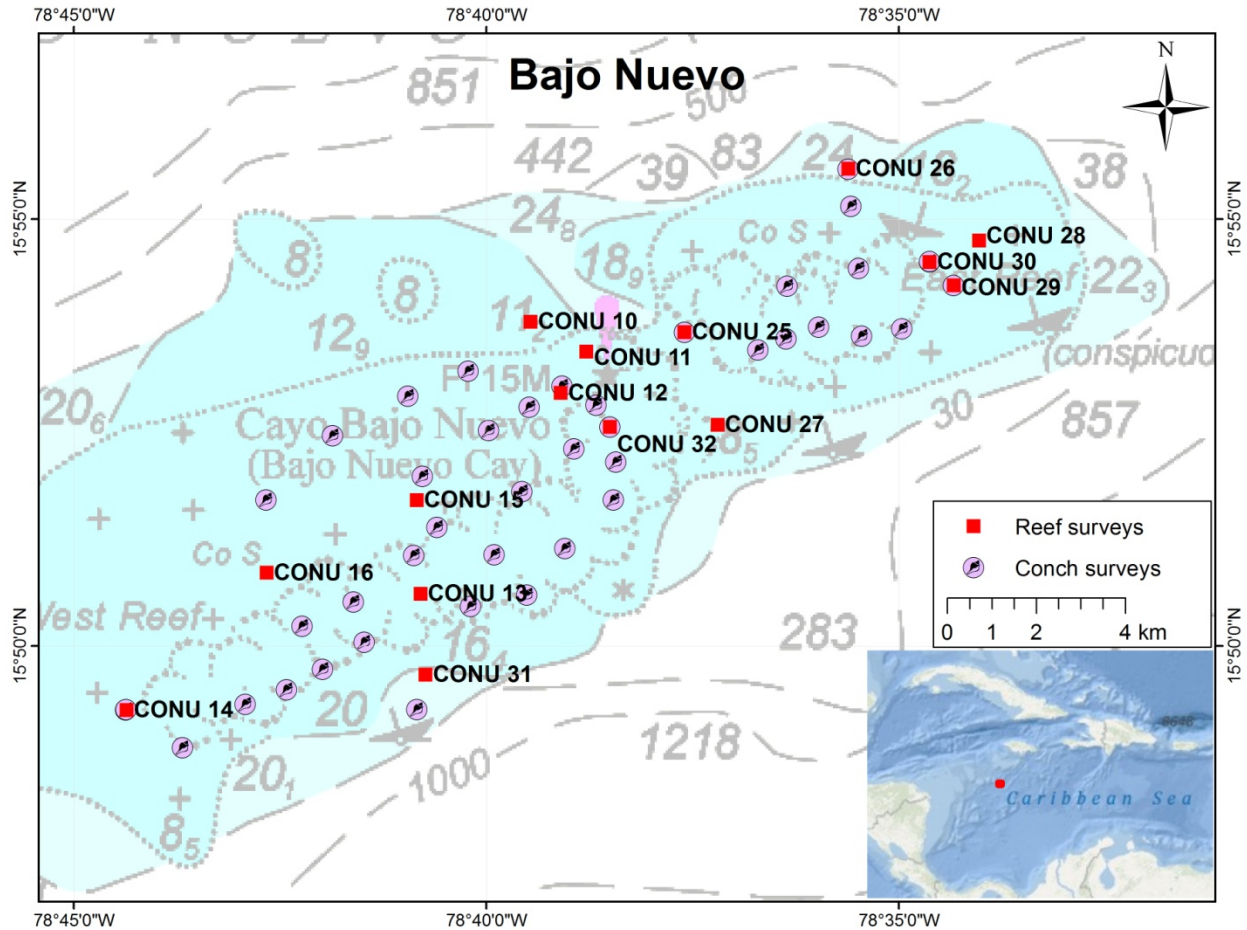 78°45'0"W 78°40'0"W 78°35'0"W
Bajo Nuevo
N
851
500
442
39
83
24
13₂
38
CONU 26
15°55'0"N
15°55'0"N
24₈
Co S
CONU 28
8
18₉
CONU 30
East Reef
22₃
8
CONU 29
11₂
CONU 10
12₉
CONU 25
CONU 11
(conspicuo
Fl 15M
20₆
CONU 12
30
857
Cayo Bajo Nuevo
CONU 27
(Bajo Nuevo Cay)
CONU 32
8₅
CONU 15
Reef surveys
Co S
Conch surveys
CONU 16
CONU 13
0 1 2 4 km
West Reef
16₄
283
15°50'0"N
15°50'0"N
CONU 31
CONU 14
20
1218
20₁
1000
8₅
Caribbean Sea
78°45'0"W 78°40'0"W 78°35'0"W